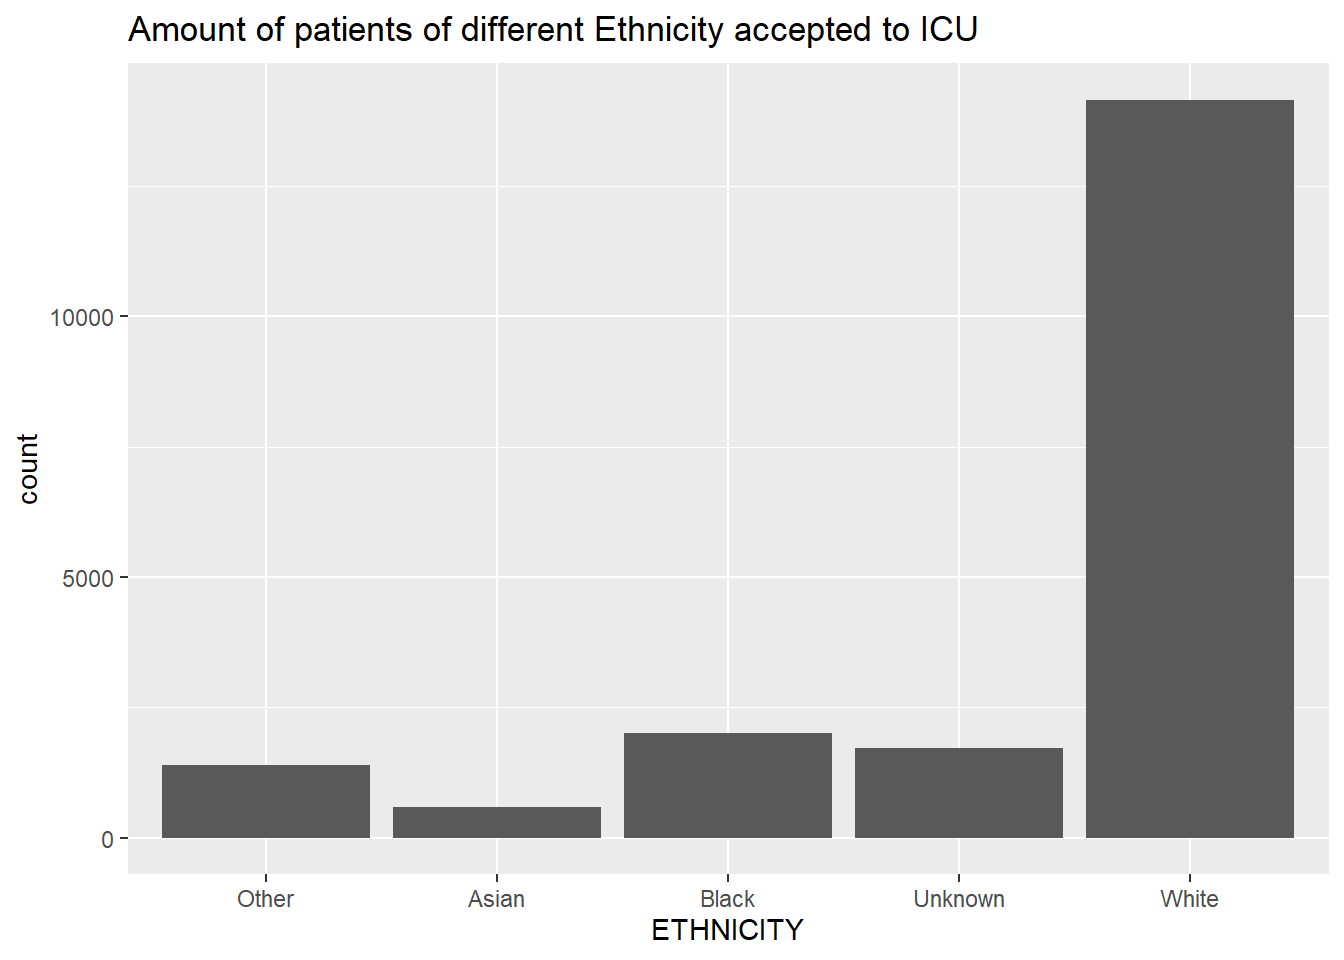 Amount of patients of different Ethnicity accepted to ICU
10000
5000
0
count
Other Asian Black Unknown White
ETHNICITY